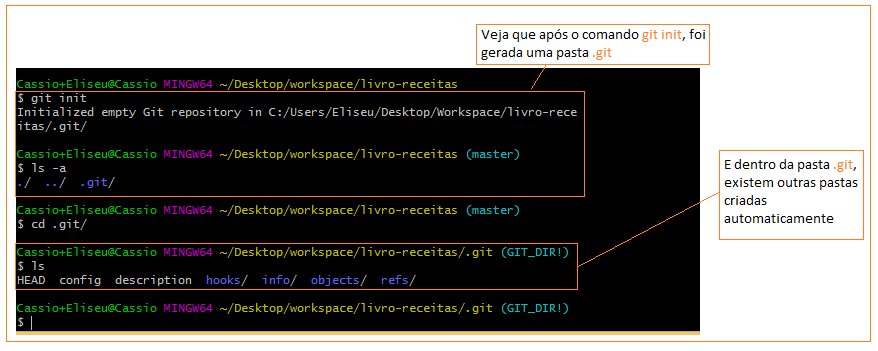 Veja que após o comando git init, foi
gerada uma pasta .git
Cassio+Eliseu@Cassio MINGW64 ~/Desktop/workspace/livro-receitas
$ git init
Initialized empty Git repository in C:/Users/Eliseu/Desktop/Workspace/livro-rece
itas/.git/
Cassio+Eliseu@Cassio MINGW64 ~/Desktop/workspace/livro-receitas (master)
$ ls -a
./  ../  .git/
Cassio+Eliseu@Cassio MINGW64 ~/Desktop/workspace/livro-receitas (master)
$ cd .git/
Cassio+Eliseu@Cassio MINGW64 ~/Desktop/workspace/livro-receitas/.git (GIT_DIR!)
$ ls
HEAD  config  description  hooks/  info/  objects/  refs/
Cassio+Eliseu@Cassio MINGW64 ~/Desktop/workspace/livro-receitas/.git (GIT_DIR!)
$
E dentro da pasta .git,
existem outras pastas
criadas
automaticamente